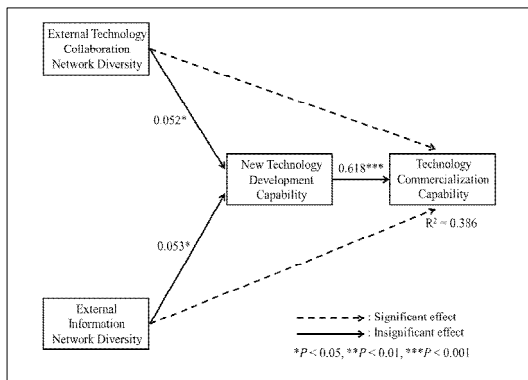 External Technology
Collaboration
Network Diversity
0.052*
New Technology
Development
Capability
0.618***
Technology
Commercialization
Capability
R² = 0.386
0.053*
External
Information
Network Diversity
: Significant effect
: Insignificant effect
*P < 0.05, **P < 0.01, ***P < 0.001